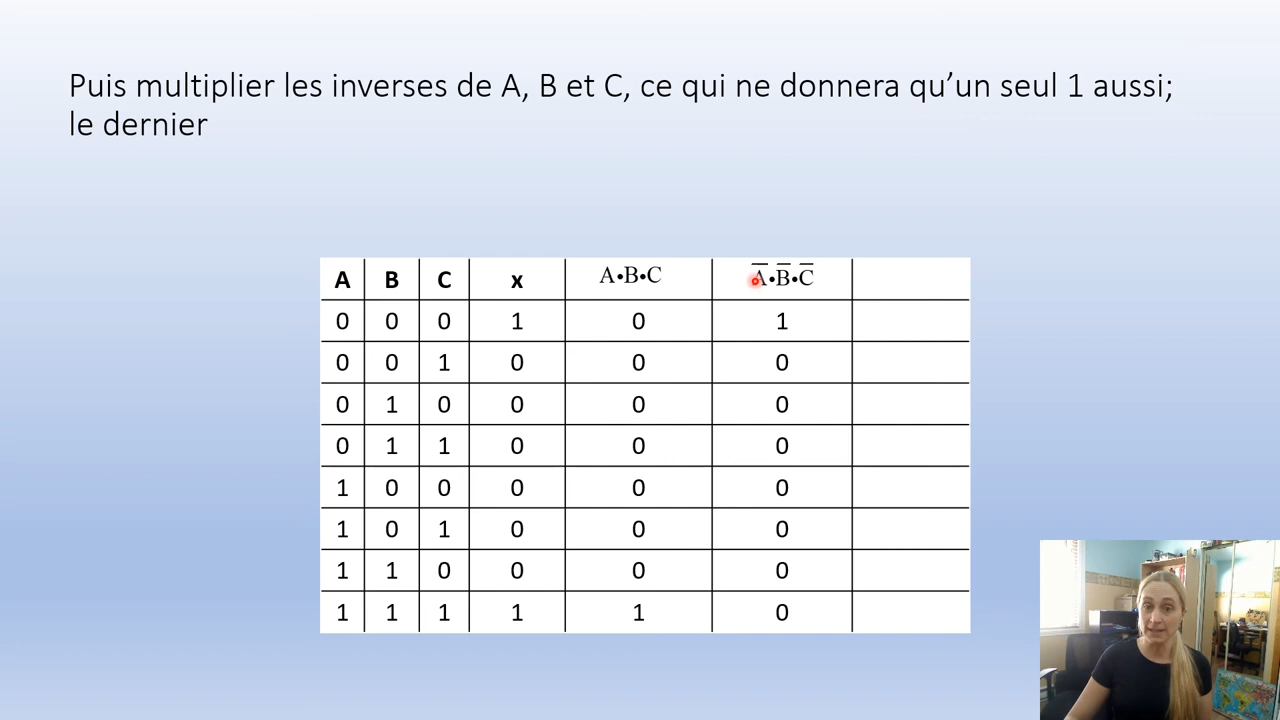 Puis multiplier les inverses de A, B et C, ce qui ne donnera qu’un seul 1 aussi;
le dernier
A B C x A•B•C A̅•B̅•C̅
0 0 0 1 0 1
0 0 1 0 0 0
0 1 0 0 0 0
0 1 1 0 0 0
1 0 0 0 0 0
1 0 1 0 0 0
1 1 0 0 0 0
1 1 1 1 1 0